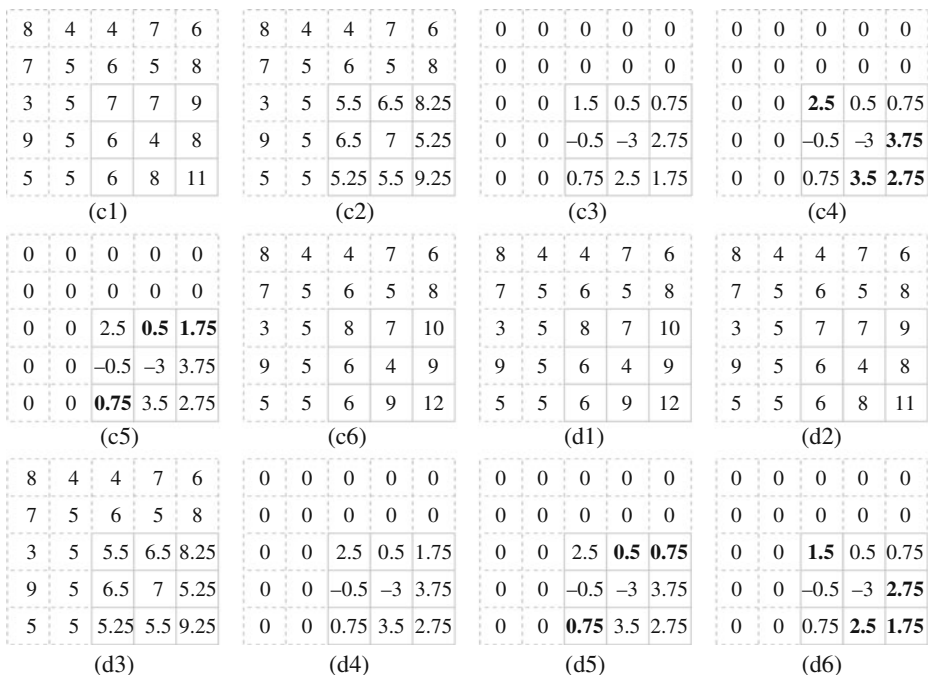 8 4 4 7 6 8 4 4 7 6 0 0 0 0 0 0 0 0 0 0
7 5 6 5 8 7 5 6 5 8 0 0 0 0 0 0 0 0 0 0
3 5 7 7 9 3 5 5.5 6.5 8.25 0 0 1.5 0.5 0.75 0 0 2.5 0.5 0.75
9 5 6 4 8 9 5 6.5 7 5.25 0 0 –0.5 –3 2.75 0 0 –0.5 –3 3.75
5 5 6 8 11 5 5 5.25 5.5 9.25 0 0 0.75 2.5 1.75 0 0 0.75 3.5 2.75
(c1) (c2) (c3) (c4)
0 0 0 0 0 8 4 4 7 6 8 4 4 7 6 8 4 4 7 6
0 0 0 0 0 7 5 6 5 8 7 5 6 5 8 7 5 6 5 8
0 0 2.5 0.5 1.75 3 5 8 7 10 3 5 8 7 10 3 5 7 7 9
0 0 –0.5 –3 3.75 9 5 6 4 9 9 5 6 4 9 9 5 6 4 8
0 0 0.75 3.5 2.75 5 5 6 9 12 5 5 6 9 12 5 5 6 8 11
(c5) (c6) (d1) (d2)
8 4 4 7 6 0 0 0 0 0 0 0 0 0 0 0 0 0 0 0
7 5 6 5 8 0 0 0 0 0 0 0 0 0 0 0 0 0 0 0
3 5 5.5 6.5 8.25 0 0 2.5 0.5 1.75 0 0 2.5 0.5 0.75 0 0 1.5 0.5 0.75
9 5 6.5 7 5.25 0 0 –0.5 –3 3.75 0 0 –0.5 –3 3.75 0 0 –0.5 –3 2.75
5 5 5.25 5.5 9.25 0 0 0.75 3.5 2.75 0 0 0.75 3.5 2.75 0 0 0.75 2.5 1.75
(d3) (d4) (d5) (d6)